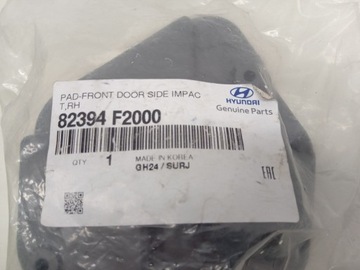 PAD-FRONT DOOR SIDE IMPAC
T,RH
82394 F2000
HYUNDAI
Genuine Parts
QTY 1 MADE IN KOREA
GH24 / SURJ
EAC